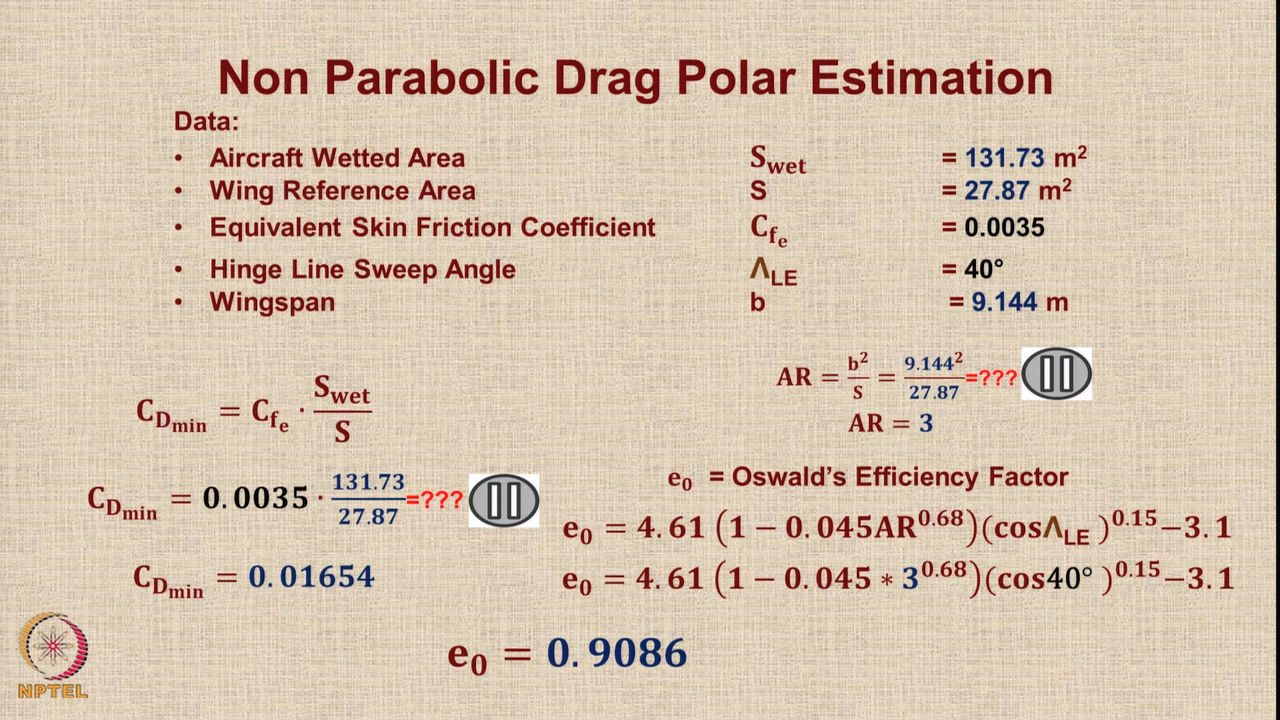 Non Parabolic Drag Polar Estimation
Data:
• Aircraft Wetted Area S_wet = 131.73 m²
• Wing Reference Area S = 27.87 m²
• Equivalent Skin Friction Coefficient C_fe = 0.0035
• Hinge Line Sweep Angle Λ_LE = 40°
• Wingspan b = 9.144 m
AR = b²/S = 9.144²/27.87 =???
AR = 3
C_Dmin = C_fe · S_wet/S
C_Dmin = 0.0035 · 131.73/27.87 =???
C_Dmin = 0.01654
e₀ = Oswald's Efficiency Factor
e₀ = 4.61 (1 − 0.045AR^0.68)(cosΛ_LE )^0.15 −3.1
e₀ = 4.61 (1 − 0.045 * 3^0.68)(cos40° )^0.15 −3.1
e₀ = 0.9086
NPTEL